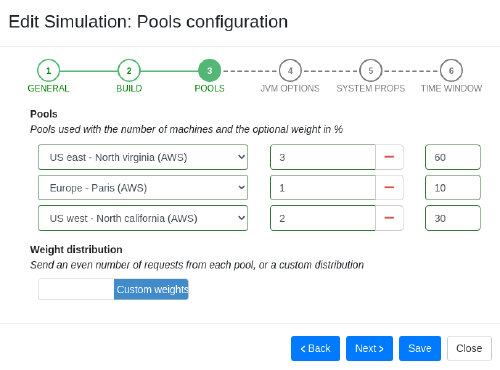 Edit Simulation: Pools configuration
1 2 3 4 5 6
GENERAL BUILD POOLS JVM OPTIONS SYSTEM PROPS TIME WINDOW
Pools
Pools used with the number of machines and the optional weight in %
US east - North virginia (AWS) 3 60
Europe - Paris (AWS) 1 10
US west - North california (AWS) 2 30
Weight distribution
Send an even number of requests from each pool, or a custom distribution
Custom weights
Back Next Save Close